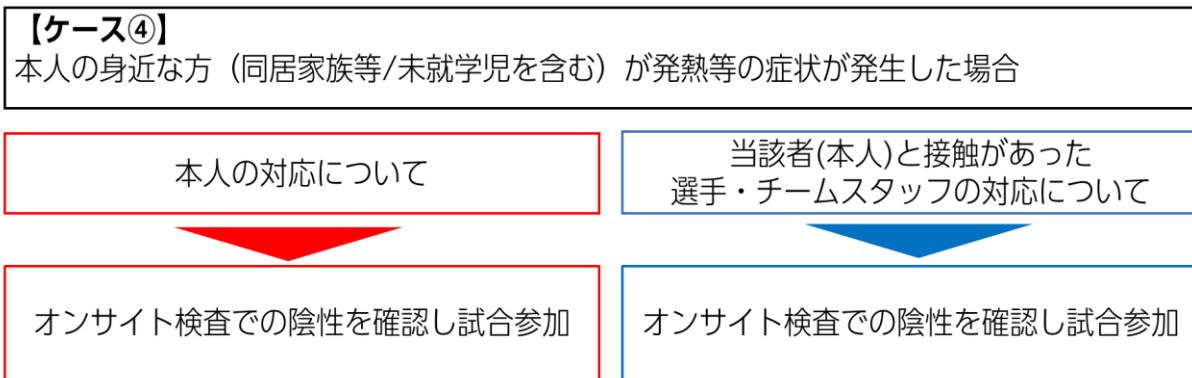 【ケース④】
本人の身近な方（同居家族等/未就学児を含む）が発熱等の症状が発生した場合
本人の対応について
当該者(本人)と接触があった
選手・チームスタッフの対応について
オンサイト検査での陰性を確認し試合参加
オンサイト検査での陰性を確認し試合参加